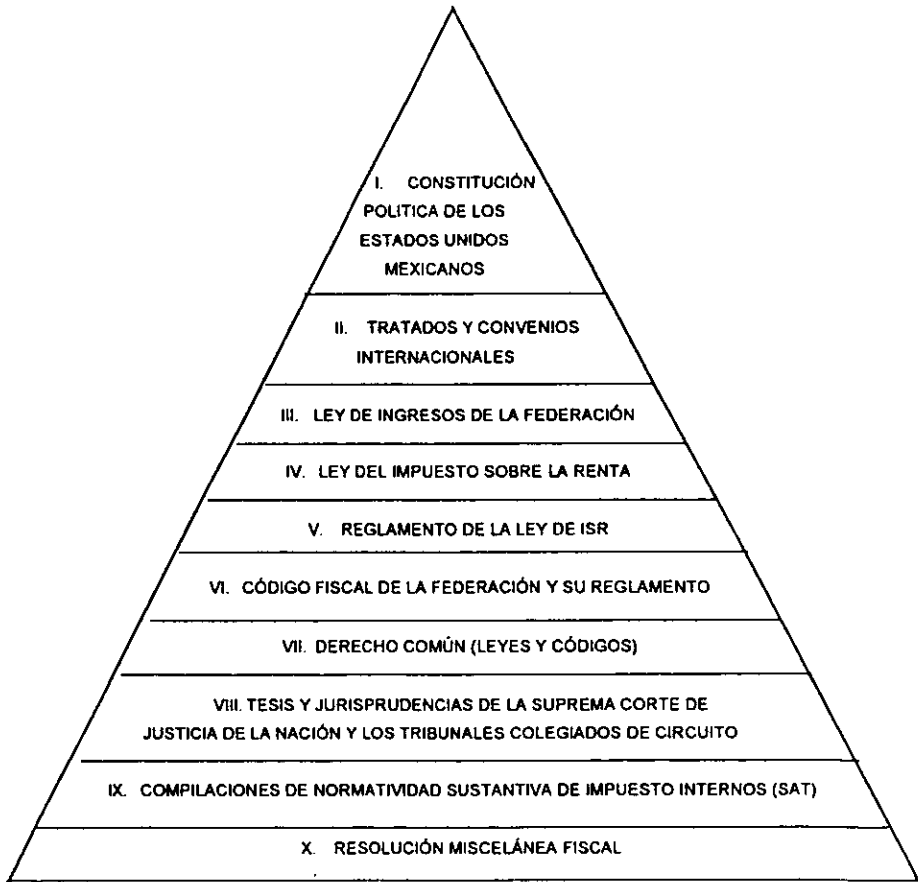 I. CONSTITUCIÓN
POLITICA DE LOS
ESTADOS UNIDOS
MEXICANOS
II. TRATADOS Y CONVENIOS
INTERNACIONALES
III. LEY DE INGRESOS DE LA FEDERACIÓN
IV. LEY DEL IMPUESTO SOBRE LA RENTA
V. REGLAMENTO DE LA LEY DE ISR
VI. CÓDIGO FISCAL DE LA FEDERACIÓN Y SU REGLAMENTO
VII. DERECHO COMÚN (LEYES Y CÓDIGOS)
VIII. TESIS Y JURISPRUDENCIAS DE LA SUPREMA CORTE DE
JUSTICIA DE LA NACIÓN Y LOS TRIBUNALES COLEGIADOS DE CIRCUITO
IX. COMPILACIONES DE NORMATIVIDAD SUSTANTIVA DE IMPUESTO INTERNOS (SAT)
X. RESOLUCIÓN MISCELÁNEA FISCAL